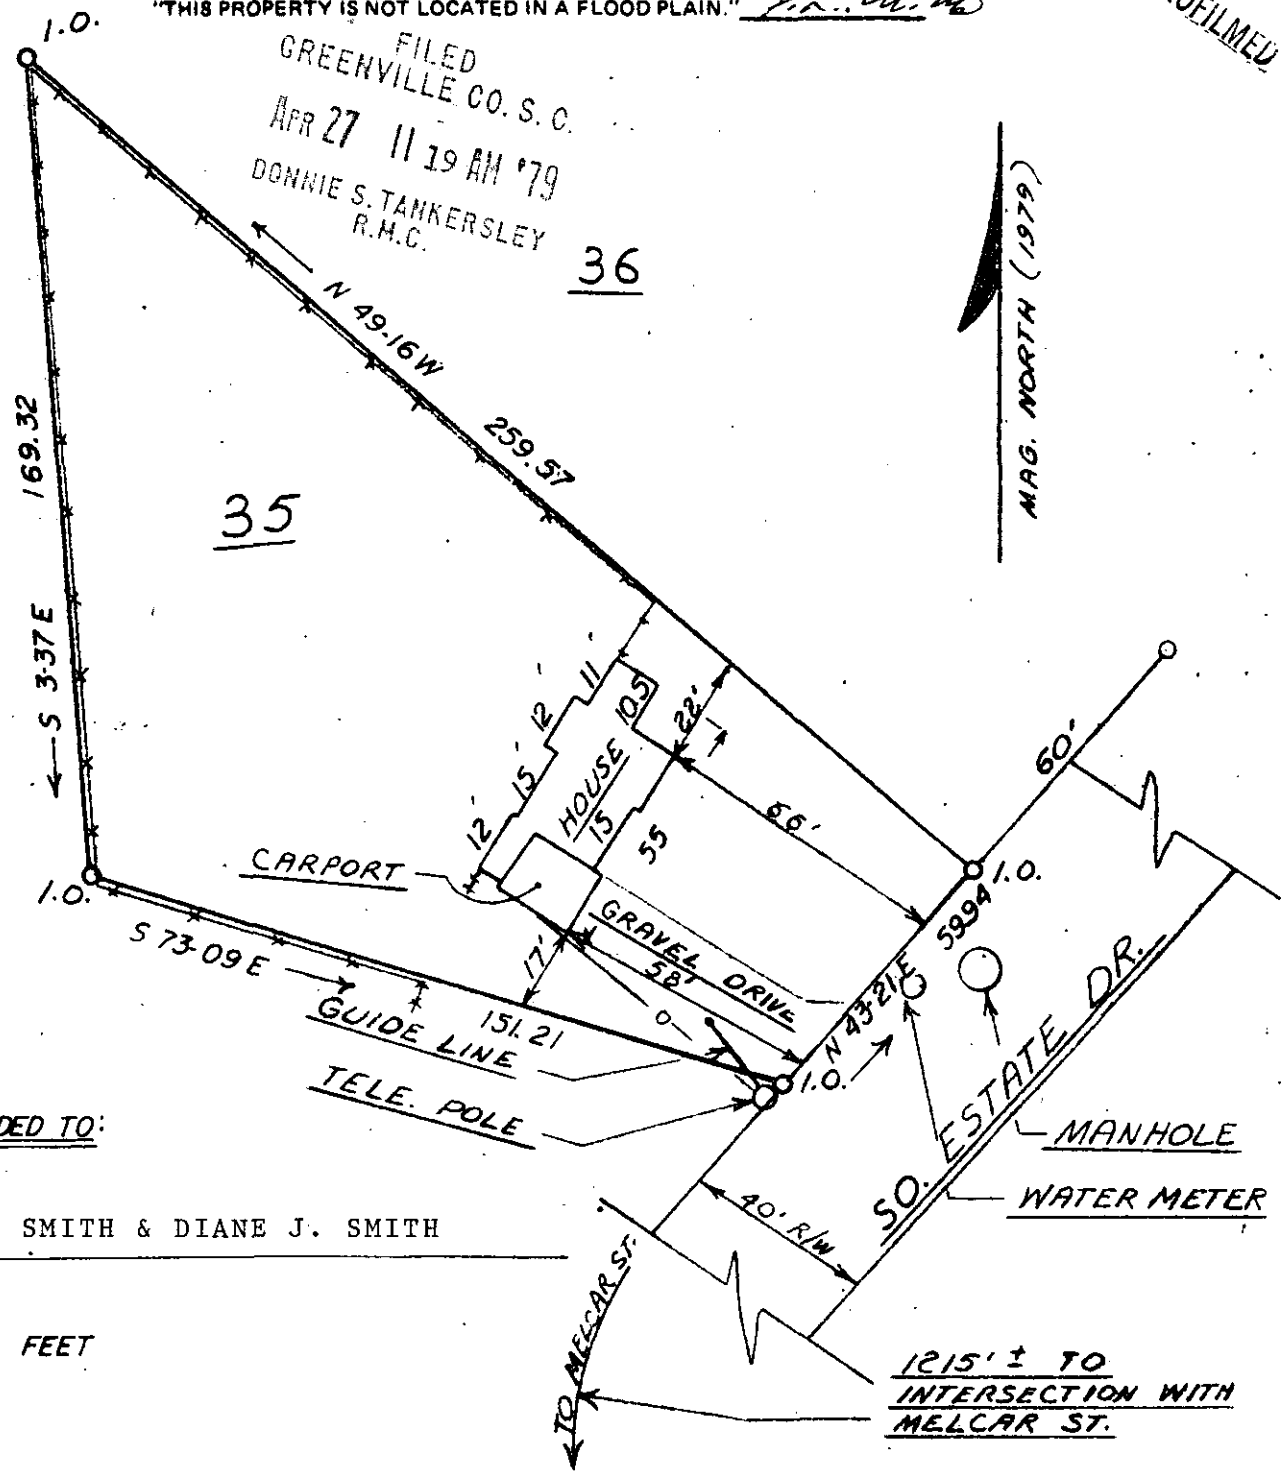 "THIS PROPERTY IS NOT LOCATED IN A FLOOD PLAIN."
I.O.
FILED
GREENVILLE CO. S. C.
APR 27 11 19 AM '79
DONNIE S. TANKERSLEY
R.M.C.
36
MAG. NORTH (1979)
N 49-16 W
259.57
169.32
35
S 3-37 E
11'
12'
15'
12'
10.5
22'
HOUSE
15
55
66'
60'
CARPORT
I.O.
I.O.
59.94
N 43-21 E
GRAVEL DRIVE
58'
17'
S 73-09 E
151.21
GUIDE LINE
TELE. POLE
I.O.
SO. ESTATE DR.
MANHOLE
WATER METER
40' R/W
DED TO:
SMITH & DIANE J. SMITH
FEET
TO MELCAR ST.
1215' ± TO
INTERSECTION WITH
MELCAR ST.